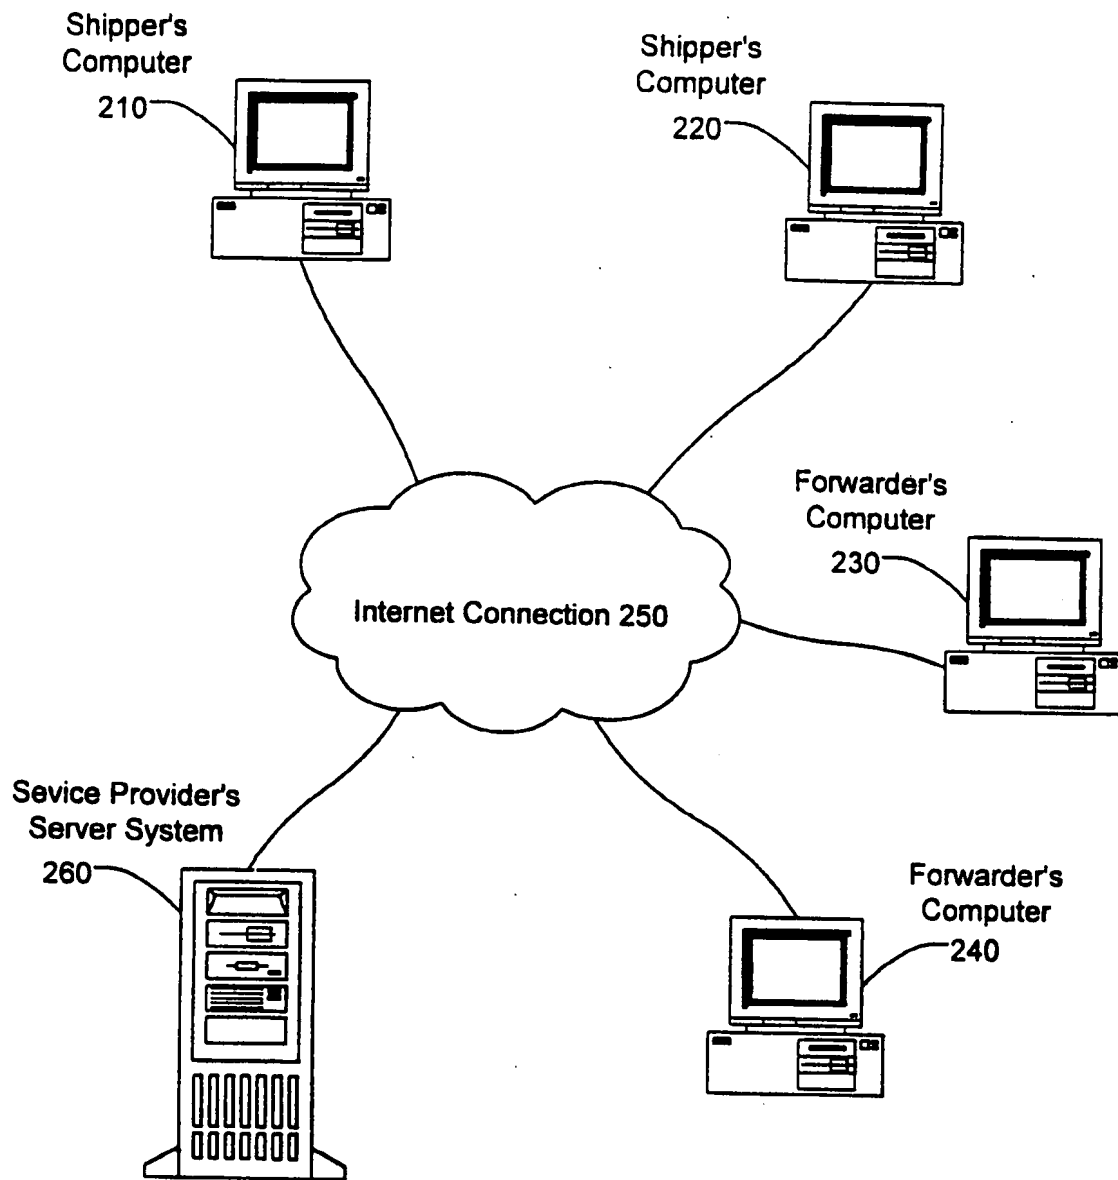 Shipper's
Computer
210
Shipper's
Computer
220
Forwarder's
Computer
230
Internet Connection 250
Sevice Provider's
Server System
260
Forwarder's
Computer
240